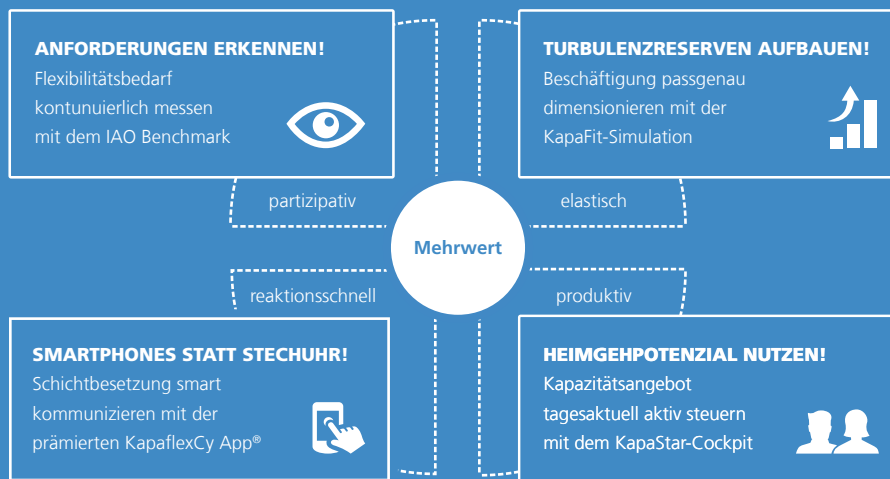 ANFORDERUNGEN ERKENNEN!
Flexibilitätsbedarf
kontunuierlich messen
mit dem IAO Benchmark
TURBULENZRESERVEN AUFBAUEN!
Beschäftigung passgenau
dimensionieren mit der
KapaFit-Simulation
partizipativ
elastisch
Mehrwert
reaktionsschnell
produktiv
SMARTPHONES STATT STECHUHR!
Schichtbesetzung smart
kommunizieren mit der
prämierten KapaflexCy App®
HEIMGEHPOTENZIAL NUTZEN!
Kapazitätsangebot
tagesaktuell aktiv steuern
mit dem KapaStar-Cockpit